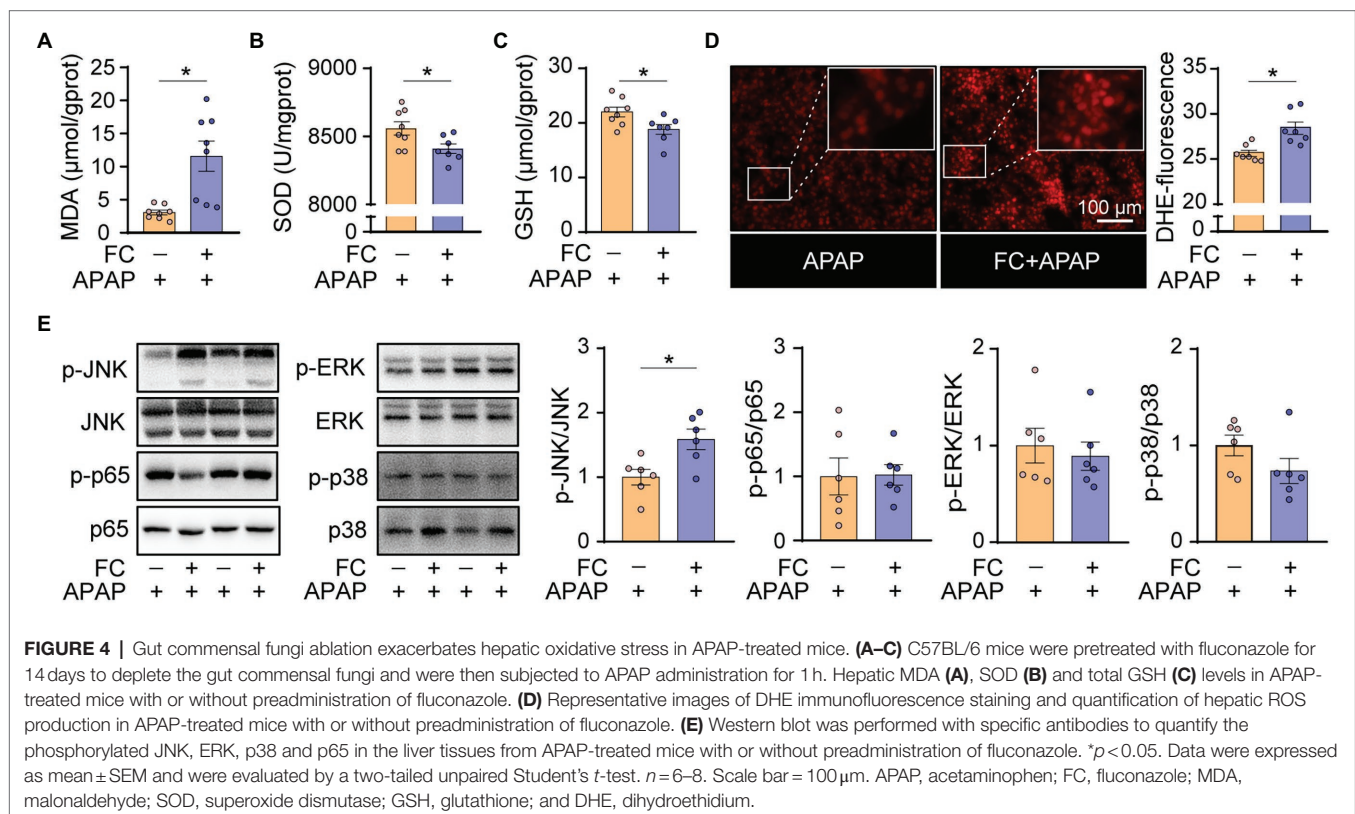 A
MDA (µmol/gprot)
25
20
15
10
5
0
*
FC – +
APAP + +
B
SOD (U/mgprot)
9000
8500
8000
0
*
FC – +
APAP + +
C
GSH (µmol/gprot)
30
20
10
0
*
FC – +
APAP + +
D
100 µm
APAP
FC+APAP
DHE-fluorescence
35
30
25
20
0
*
FC – +
APAP + +
E
p-JNK
JNK
p-p65
p65
FC – + – +
APAP + + + +
p-ERK
ERK
p-p38
p38
FC – + – +
APAP + + + +
p-JNK/JNK
3
2
1
0
*
FC – +
APAP + +
p-p65/p65
3
2
1
0
FC – +
APAP + +
p-ERK/ERK
2
1
0
FC – +
APAP + +
p-p38/p38
2
1
0
FC – +
APAP + +
FIGURE 4 | Gut commensal fungi ablation exacerbates hepatic oxidative stress in APAP-treated mice. (A–C) C57BL/6 mice were pretreated with fluconazole for
14 days to deplete the gut commensal fungi and were then subjected to APAP administration for 1 h. Hepatic MDA (A), SOD (B) and total GSH (C) levels in APAP-
treated mice with or without preadministration of fluconazole. (D) Representative images of DHE immunofluorescence staining and quantification of hepatic ROS
production in APAP-treated mice with or without preadministration of fluconazole. (E) Western blot was performed with specific antibodies to quantify the
phosphorylated JNK, ERK, p38 and p65 in the liver tissues from APAP-treated mice with or without preadministration of fluconazole. *p < 0.05. Data were expressed
as mean ± SEM and were evaluated by a two-tailed unpaired Student's t-test. n = 6–8. Scale bar = 100 µm. APAP, acetaminophen; FC, fluconazole; MDA,
malonaldehyde; SOD, superoxide dismutase; GSH, glutathione; and DHE, dihydroethidium.